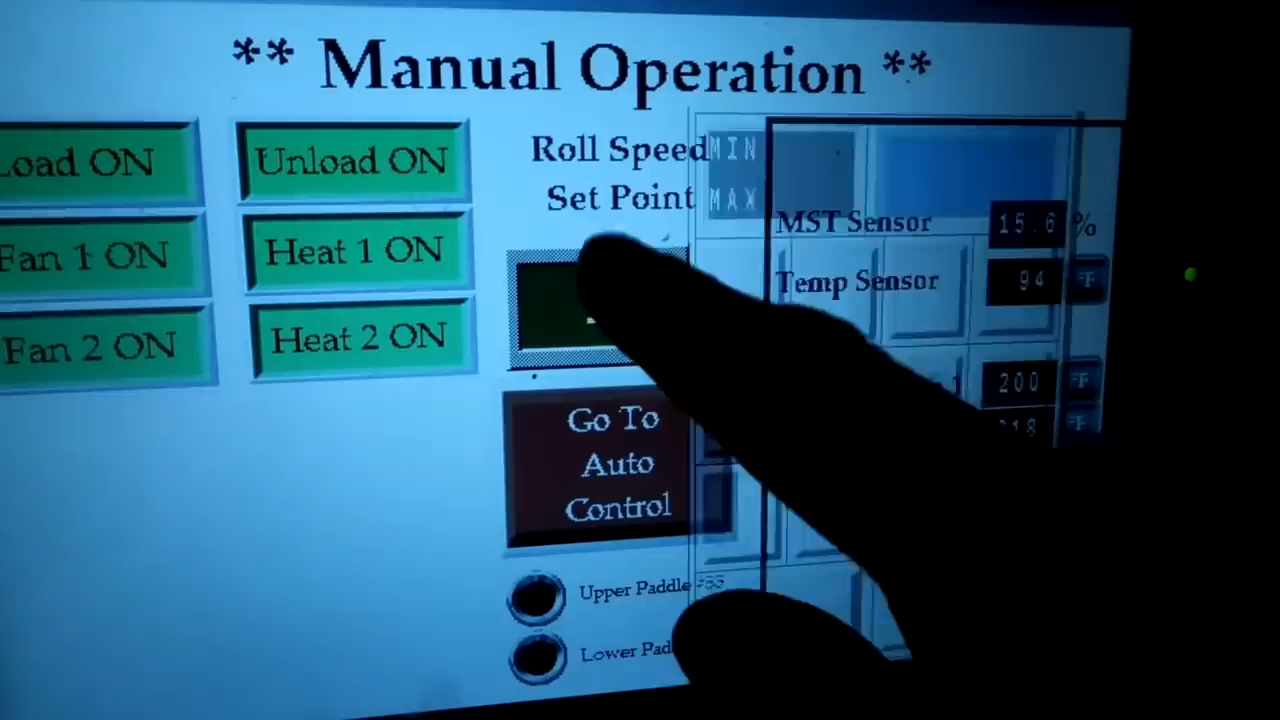 ** Manual Operation **
Load ON
Unload ON
Roll Speed
Set Point
MIN
MAX
MST Sensor 15.6 %
Temp Sensor 94 °F
Fan 1 ON
Heat 1 ON
Fan 2 ON
Heat 2 ON
200 °F
°F
Go To
Auto
Control
Upper Paddle
Lower